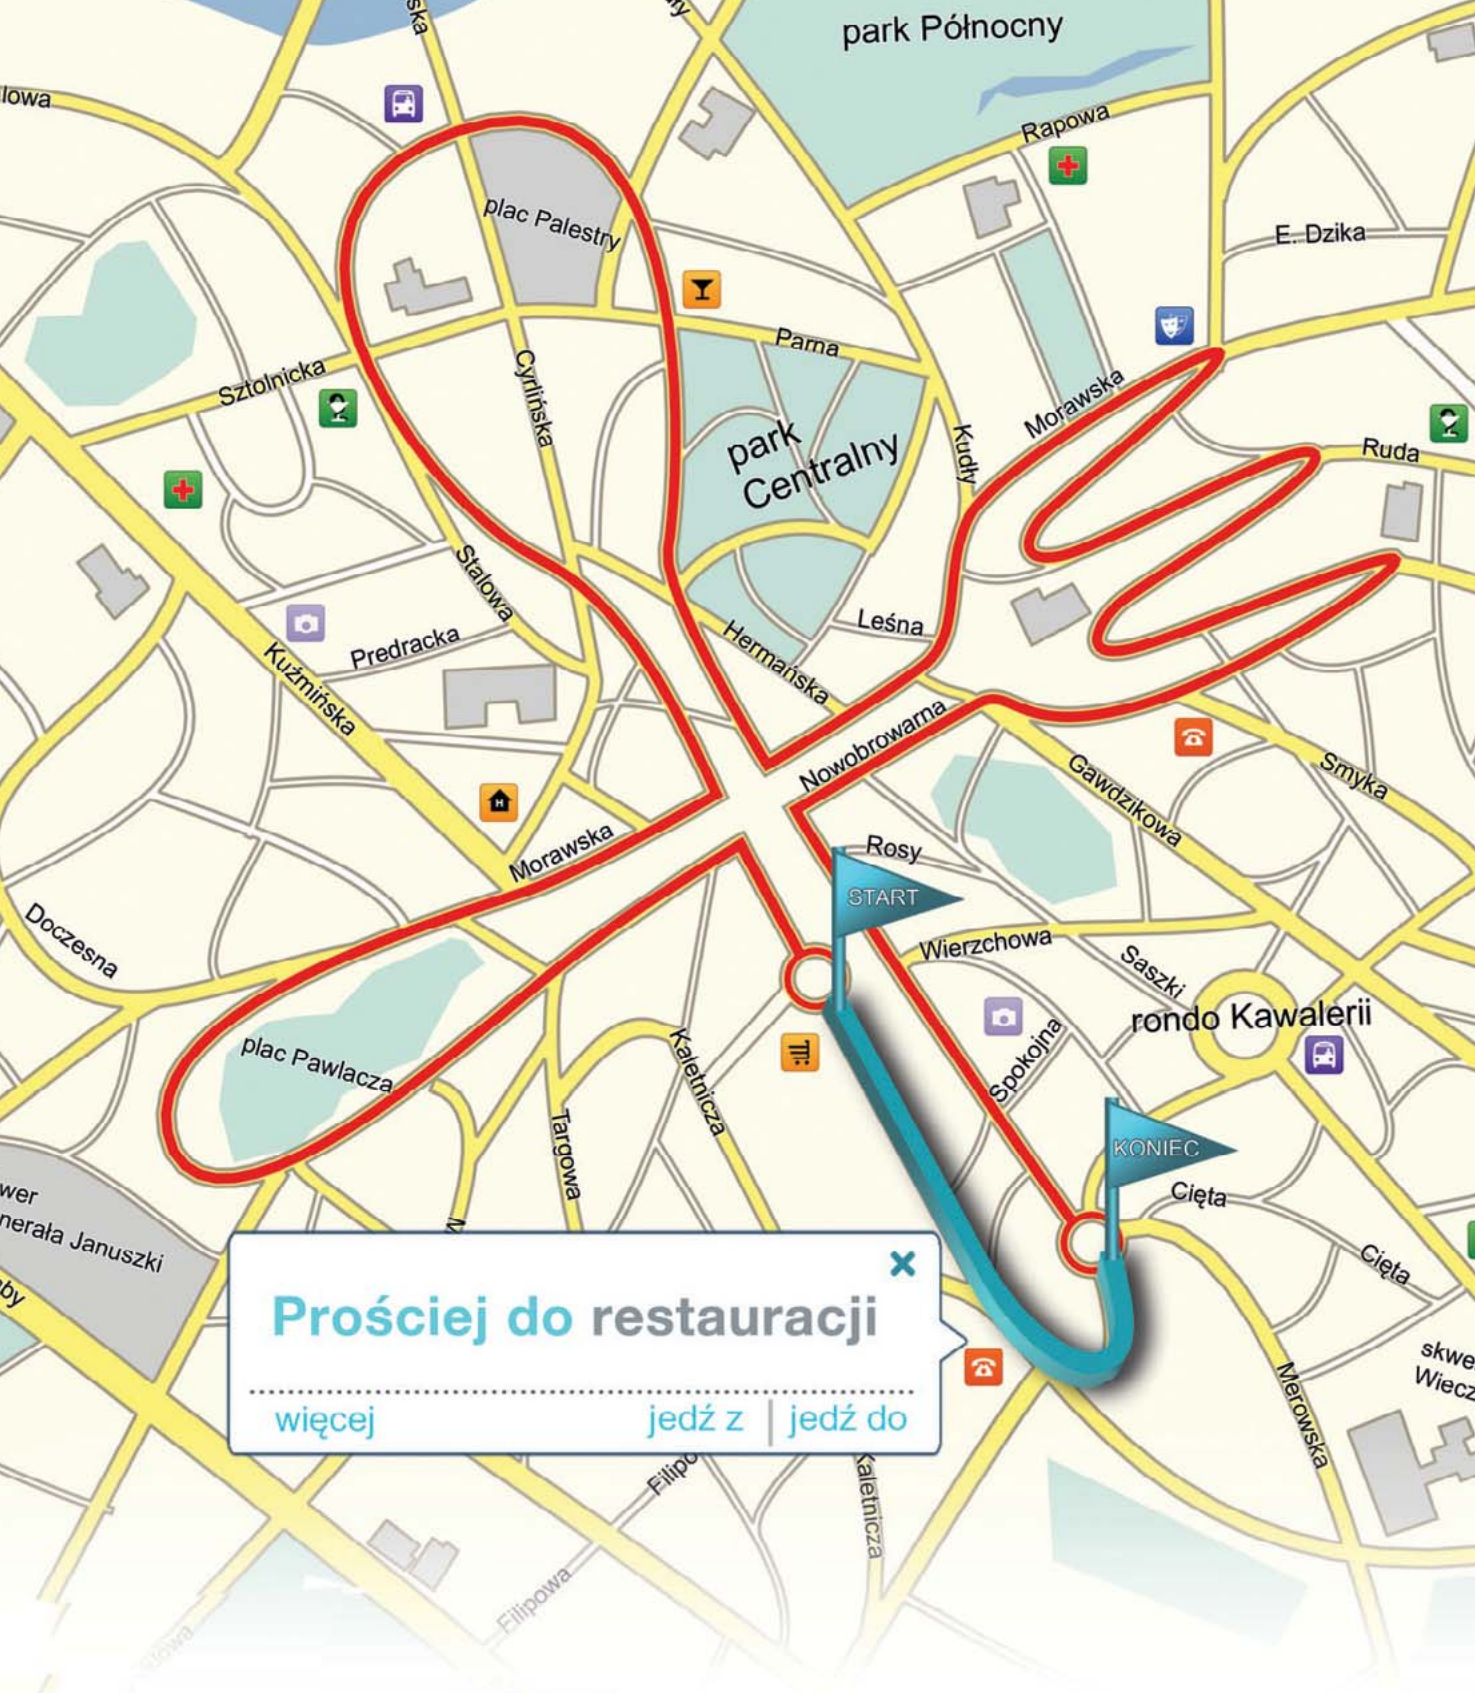 park Północny
Rapowa
E. Dzika
plac Palestry
Parna
Sztolnicka
Cyrlińska
Morawska
Kudły
Ruda
park
Centralny
Stalowa
Leśna
Predracka
Hermańska
Kuźmińska
Nowobrowarna
Gawdzikowa
Smyka
H
Morawska
Rosy
START
Doczesna
Wierzchowa
Saszki
rondo Kawalerii
plac Pawlacza
Kaletnicza
Spokojna
Targowa
KONIEC
Cięta
Cięta
Januszki
Prościej do restauracji
więcej
jedź z | jedź do
Merowska
Kaletnicza
Filipowa